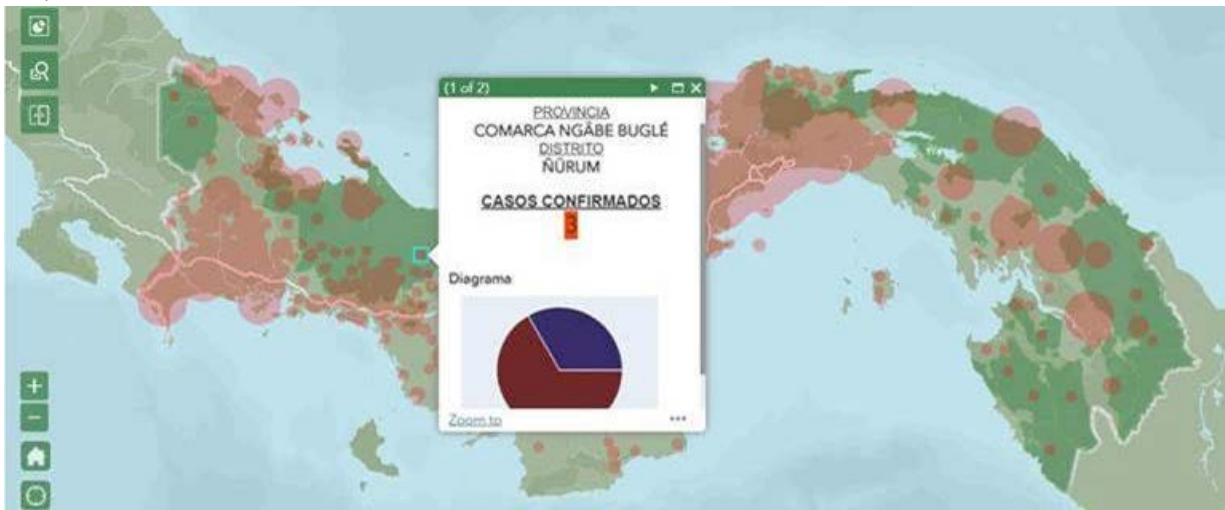 (1 of 2)
PROVINCIA
COMARCA NGÄBE BUGLÉ
DISTRITO
ÑÜRUM
CASOS CONFIRMADOS
3
Diagrama
Zoom to